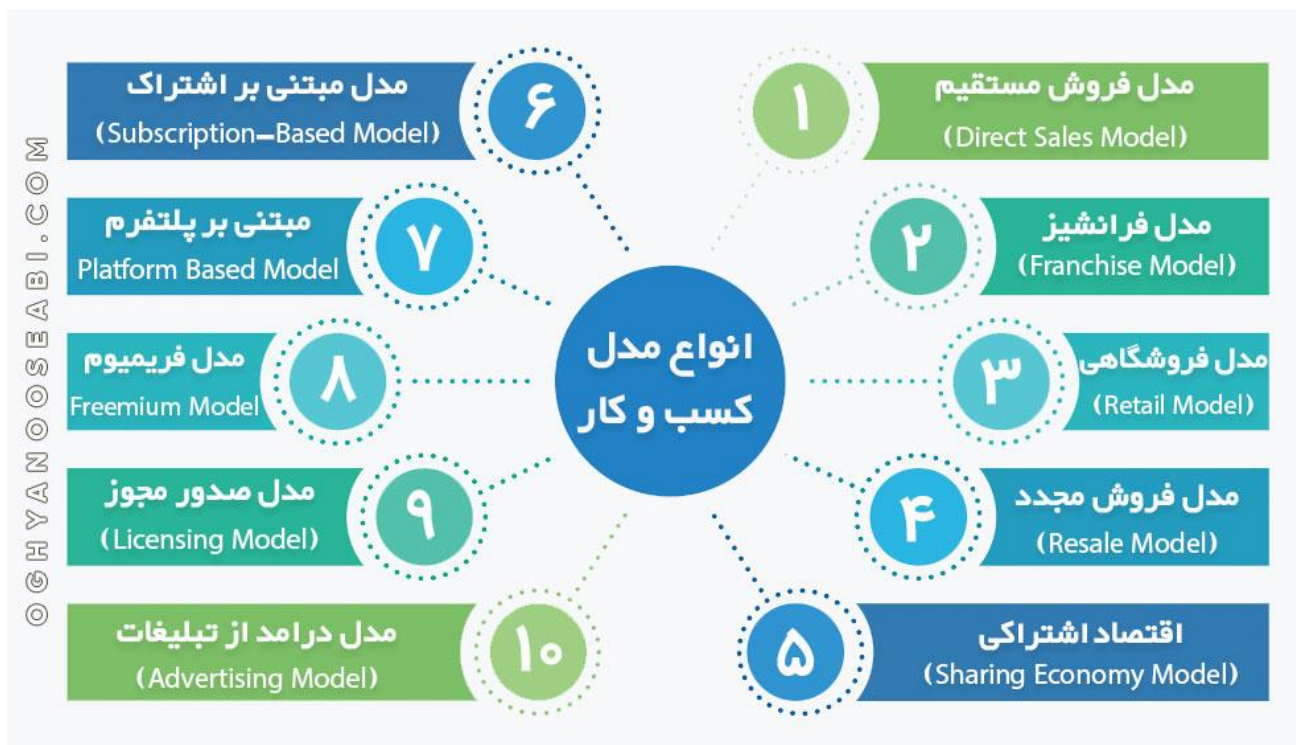 انواع مدل
کسب و کار
۱
مدل فروش مستقیم
(Direct Sales Model)
۲
مدل فرانشیز
(Franchise Model)
۳
مدل فروشگاهی
(Retail Model)
۴
مدل فروش مجدد
(Resale Model)
۵
اقتصاد اشتراکی
(Sharing Economy Model)
۶
مدل مبتنی بر اشتراک
(Subscription–Based Model)
۷
مبتنی بر پلتفرم
Platform Based Model
۸
مدل فریمیوم
Freemium Model
۹
مدل صدور مجوز
(Licensing Model)
۱۰
مدل درامد از تبلیغات
(Advertising Model)
OGHYANOOSEABI.COM